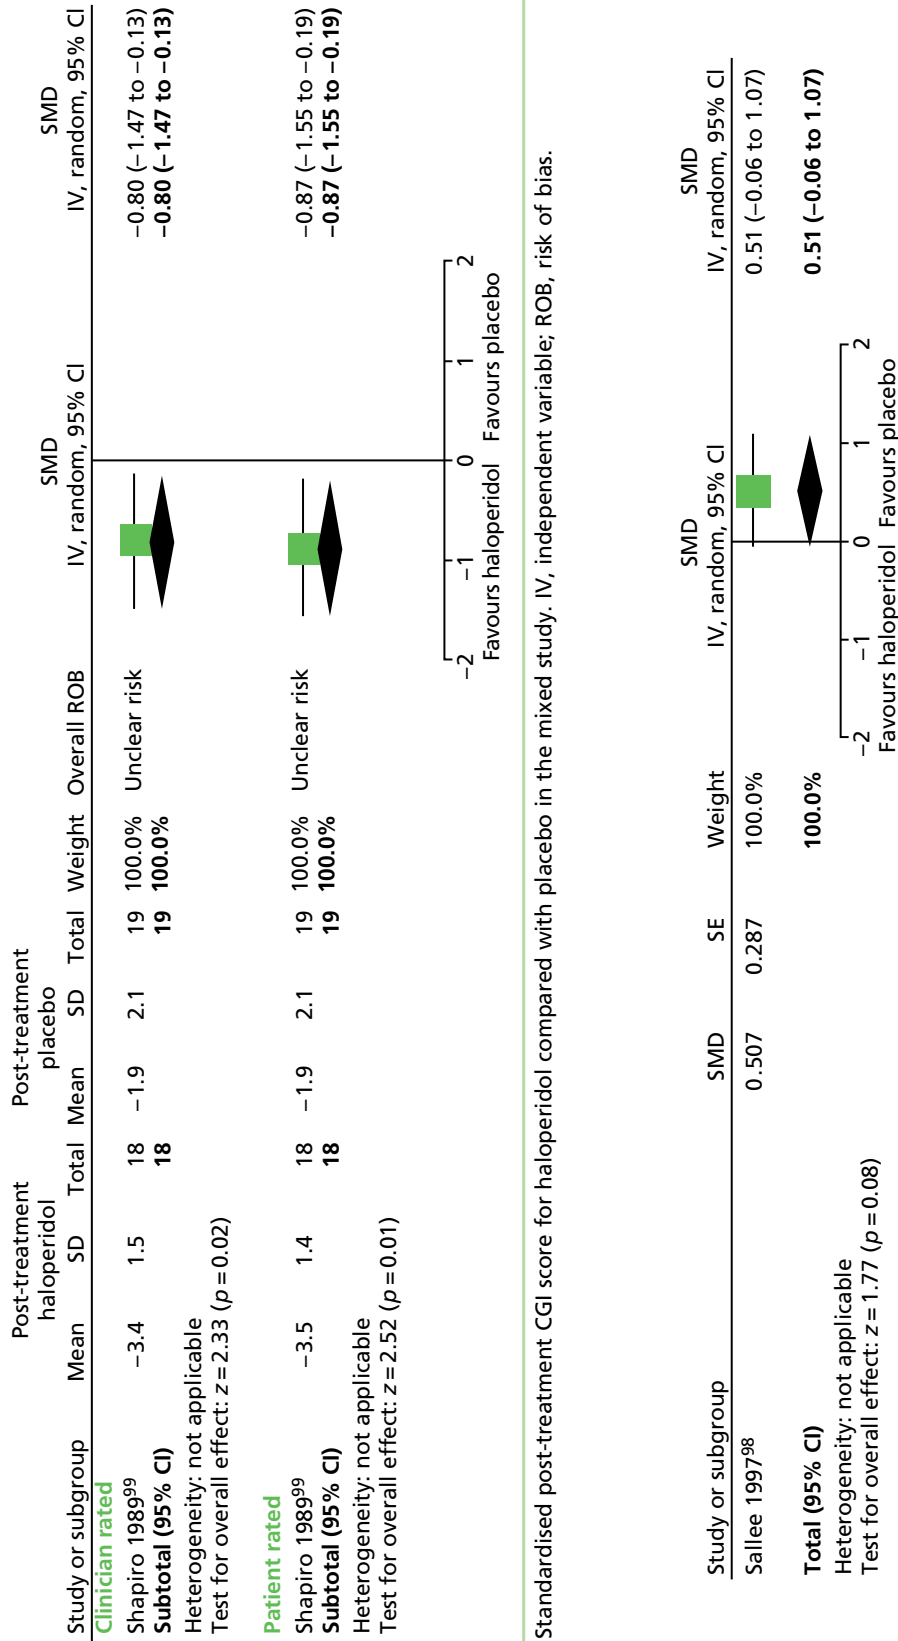 Post-treatment haloperidol Post-treatment placebo SMD SMD
Study or subgroup Mean SD Total Mean SD Total Weight Overall ROB IV, random, 95% CI IV, random, 95% CI
Clinician rated
Shapiro 1989⁹⁹ −3.4 1.5 18 −1.9 2.1 19 100.0% Unclear risk −0.80 (−1.47 to −0.13)
Subtotal (95% CI) 18 19 100.0% −0.80 (−1.47 to −0.13)
Heterogeneity: not applicable
Test for overall effect: z = 2.33 (p = 0.02)
Patient rated
Shapiro 1989⁹⁹ −3.5 1.4 18 −1.9 2.1 19 100.0% Unclear risk −0.87 (−1.55 to −0.19)
Subtotal (95% CI) 18 19 100.0% −0.87 (−1.55 to −0.19)
Heterogeneity: not applicable
Test for overall effect: z = 2.52 (p = 0.01)
−2 −1 0 1 2
Favours haloperidol Favours placebo
Standardised post-treatment CGI score for haloperidol compared with placebo in the mixed study. IV, independent variable; ROB, risk of bias.
SMD SMD
Study or subgroup SMD SE Weight IV, random, 95% CI IV, random, 95% CI
Sallee 1997⁹⁸ 0.507 0.287 100.0% 0.51 (−0.06 to 1.07)
Total (95% CI) 100.0% 0.51 (−0.06 to 1.07)
Heterogeneity: not applicable
Test for overall effect: z = 1.77 (p = 0.08)
−2 −1 0 1 2
Favours haloperidol Favours placebo